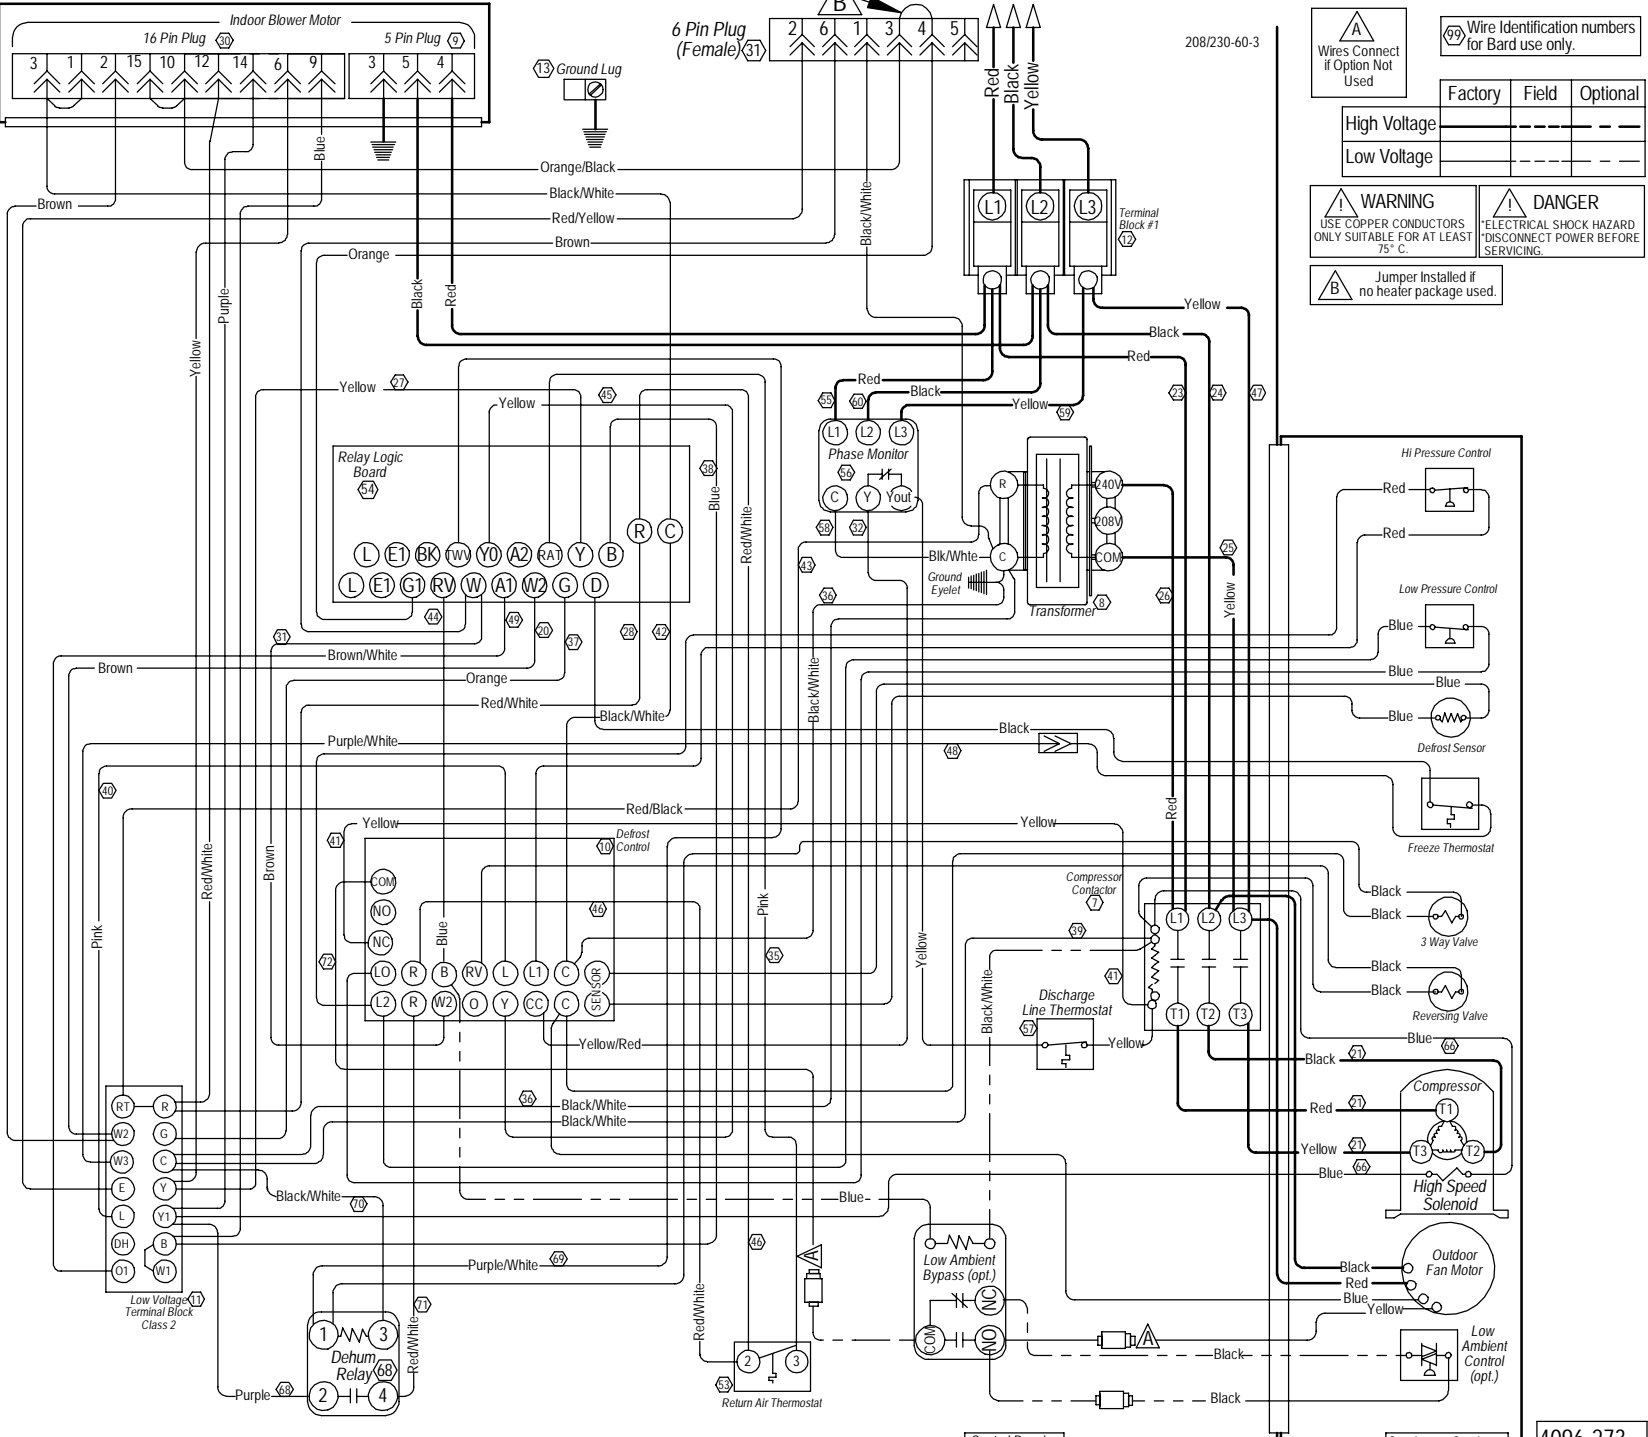 Indoor Blower Motor
16 Pin Plug 30
5 Pin Plug 9
3 1 2 15 10 12 14 6 9
3 5 4
13 Ground Lug
6 Pin Plug
(Female) 31
B
2 6 1 3 4 5
Red
Black
Yellow
208/230-60-3
A
Wires Connect
if Option Not
Used
99 Wire Identification numbers
for Bard use only.
Factory Field Optional
High Voltage
Low Voltage
! WARNING
USE COPPER CONDUCTORS
ONLY SUITABLE FOR AT LEAST
75° C.
! DANGER
*ELECTRICAL SHOCK HAZARD
*DISCONNECT POWER BEFORE
SERVICING.
B
Jumper Installed if
no heater package used.
Blue
Orange/Black
Black/White
Brown
Red/Yellow
Brown
Orange
Black/White
L1 L2 L3
Terminal
Block #1
12
Purple
Black
Red
Yellow
Yellow
Black
Red
Yellow 27
45
Yellow
Red
Black
Yellow
55 60 59
23 24 47
Relay Logic
Board
54
38
Blue
Red/White
L1 L2 L3
Phase Monitor
56
C Y Yout
58 32
R
C
240V
208V
COM
Hi Pressure Control
Red
Red
R C
L E1 BK TWV Y0 A2 RAT Y B
L E1 G1 RV W A1 W2 G D
Blk/Whte
43
Ground
Eyelet
36
Transformer 8
25
26
Yellow
Low Pressure Control
Blue
Blue
Blue
Blue
Defrost Sensor
44 49 20 37 28 42
31
Brown/White
Brown
Orange
Red/White
Black/White
Black/White
Purple/White
Black
48
Freeze Thermostat
40
Red/Black
Red
Yellow
Yellow
41
Defrost
Control
10
Brown
Red/White
Pink
Pink
COM
NO
NC
46
Blue
35
72
LO R B RV L L1 C SENSOR
L2 R W2 O Y CC C
Yellow
Compressor
Contactor
7
39
41
L1 L2 L3
T1 T2 T3
Black
Black
3 Way Valve
Black
Black
Reversing Valve
Black/White
Discharge
Line Thermostat
57
Yellow
Yellow/Red
Blue 66
Black 21
Compressor
Red 21
T1
Yellow 21
T3 T2
Blue 66
High Speed
Solenoid
36
Black/White
Black/White
RT R
W2 G
W3 C
E Y
L Y1
DH B
O1 W1
Low Voltage 11
Terminal Block
Class 2
Black/White
70
Blue
46
A
Purple/White 69
Low Ambient
Bypass (opt.)
COM NC NO
Outdoor
Fan Motor
Black
Red
Blue
Yellow
71
Red/White
Red/White
1 3
Dehum
Relay 68
2 4
Purple 68
2 3
53
Return Air Thermostat
A
Black
Black
Low
Ambient
Control
(opt.)
4096-273